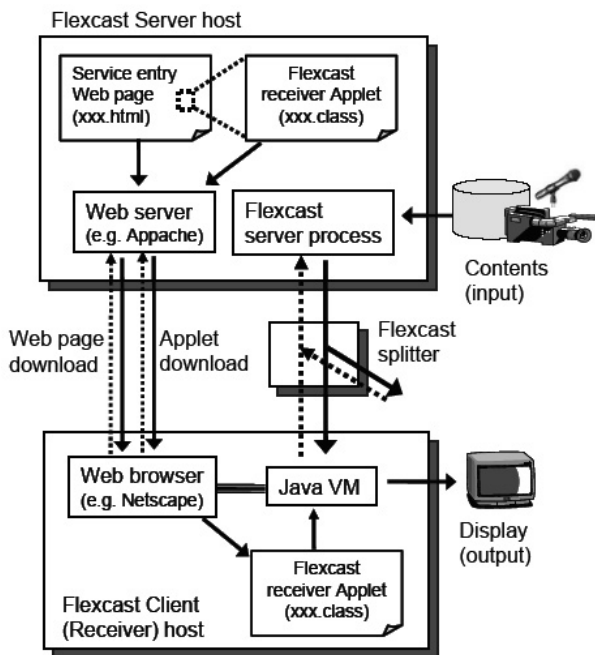 Flexcast Server host
Service entry
Web page
(xxx.html)
Flexcast
receiver Applet
(xxx.class)
Web server
(e.g. Appache)
Flexcast
server process
Contents
(input)
Web page
download
Applet
download
Flexcast
splitter
Web browser
(e.g. Netscape)
Java VM
Display
(output)
Flexcast
receiver Applet
(xxx.class)
Flexcast Client
(Receiver) host